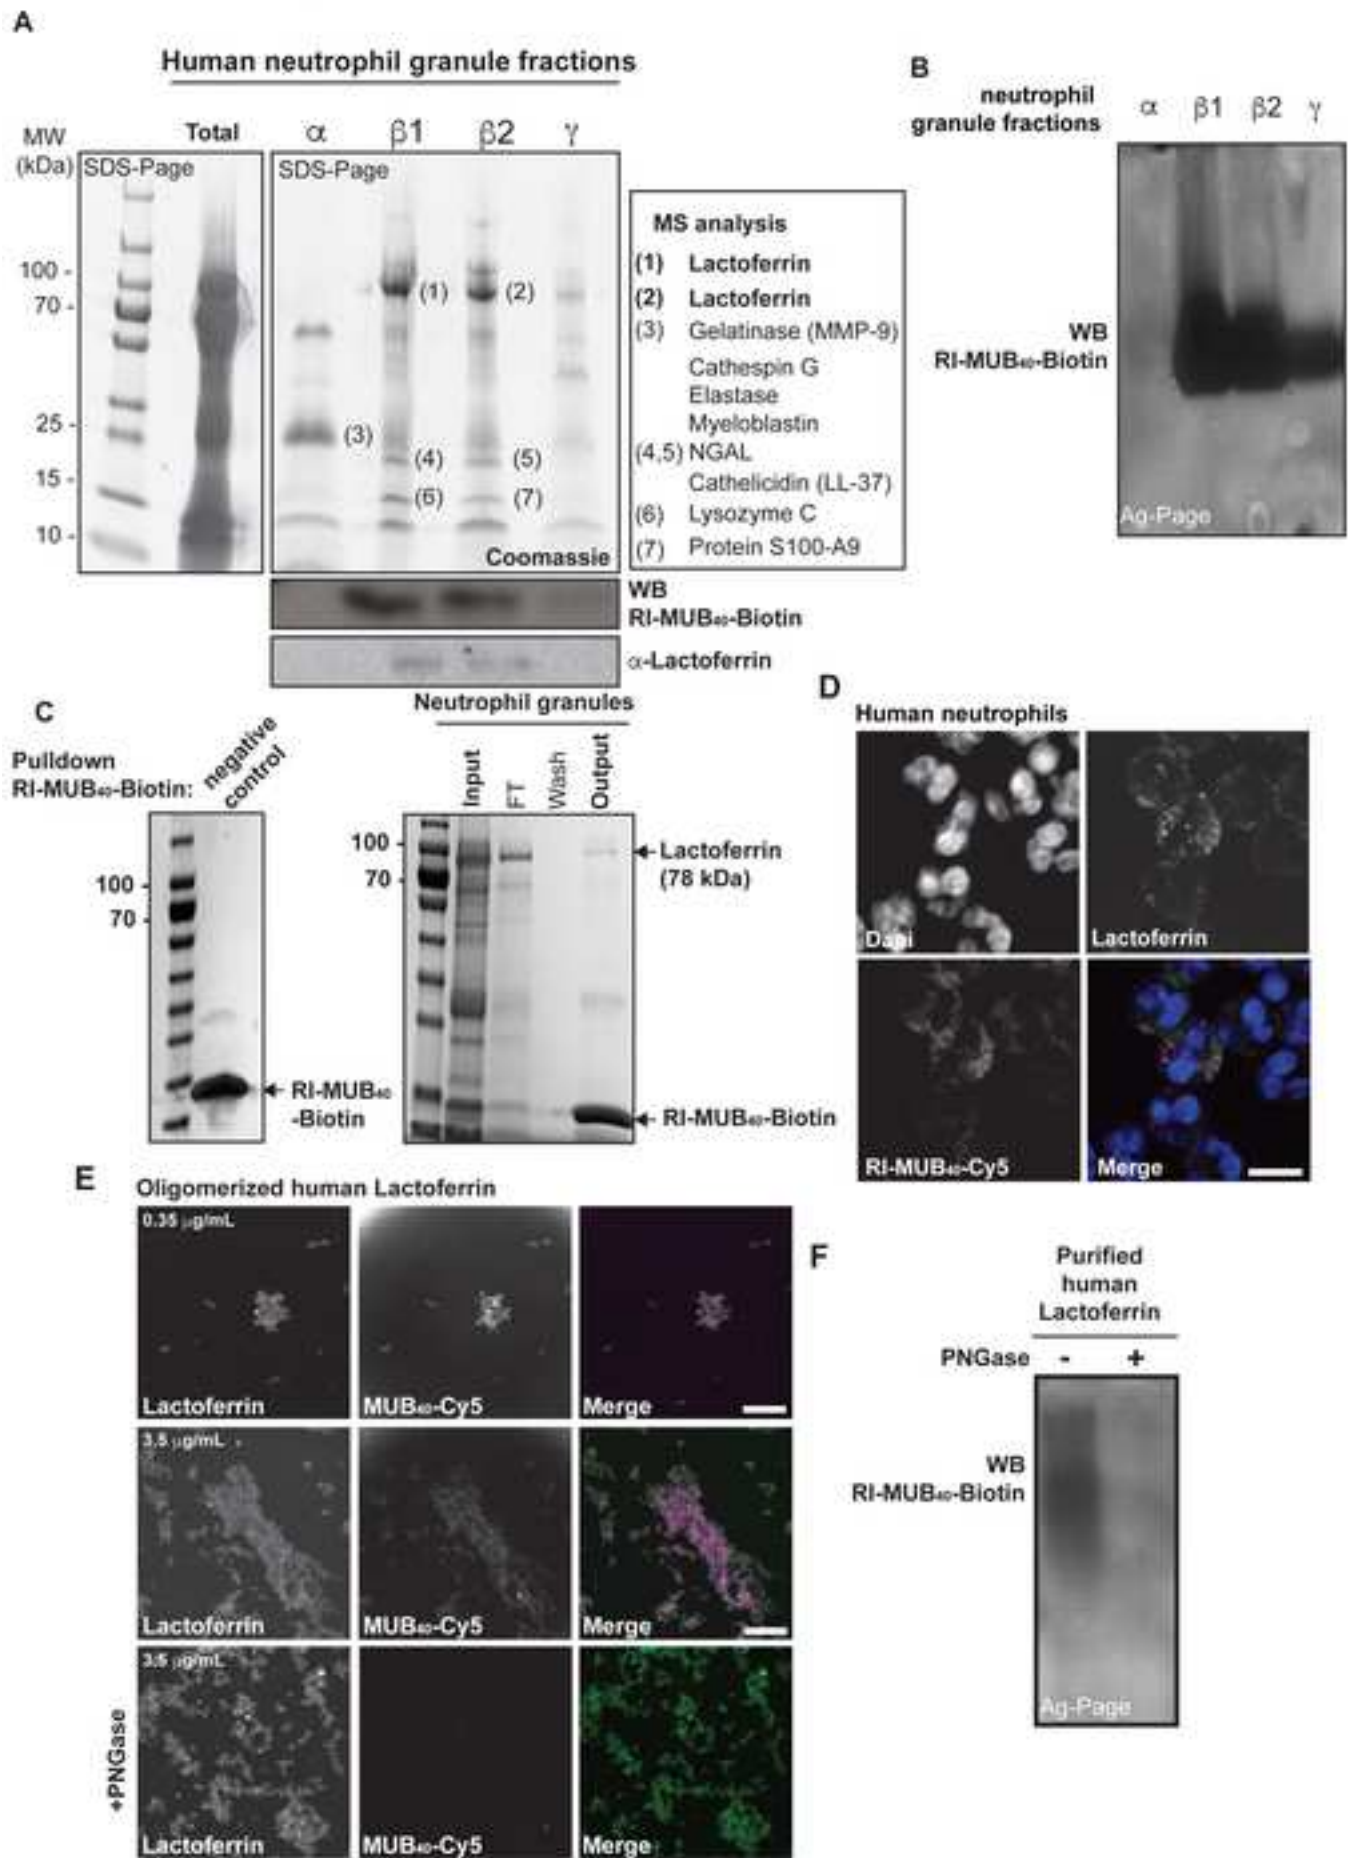 A
Human neutrophil granule fractions
MW
(kDa)
Total
α
β1
β2
γ
SDS-Page
SDS-Page
100 -
70 -
25 -
15 -
10 -
(1)
(2)
(3)
(4)
(5)
(6)
(7)
Coomassie
MS analysis
(1) Lactoferrin
(2) Lactoferrin
(3) Gelatinase (MMP-9)
Cathespin G
Elastase
Myeloblastin
(4,5) NGAL
Cathelicidin (LL-37)
(6) Lysozyme C
(7) Protein S100-A9
WB
RI-MUB₄₀-Biotin
α-Lactoferrin
B
neutrophil
granule fractions
α
β1
β2
γ
WB
RI-MUB₄₀-Biotin
Ag-Page
C
Pulldown
RI-MUB₄₀-Biotin:
negative
control
100 -
70 -
RI-MUB₄₀
-Biotin
Neutrophil granules
Input
FT
Wash
Output
100 -
70 -
Lactoferrin
(78 kDa)
RI-MUB₄₀-Biotin
D
Human neutrophils
Dapi
Lactoferrin
RI-MUB₄₀-Cy5
Merge
E
Oligomerized human Lactoferrin
0.35 μg/mL
Lactoferrin
MUB₄₀-Cy5
Merge
3.5 μg/mL
Lactoferrin
MUB₄₀-Cy5
Merge
+PNGase
3.5 μg/mL
Lactoferrin
MUB₄₀-Cy5
Merge
F
Purified
human
Lactoferrin
PNGase - +
WB
RI-MUB₄₀-Biotin
Ag-Page